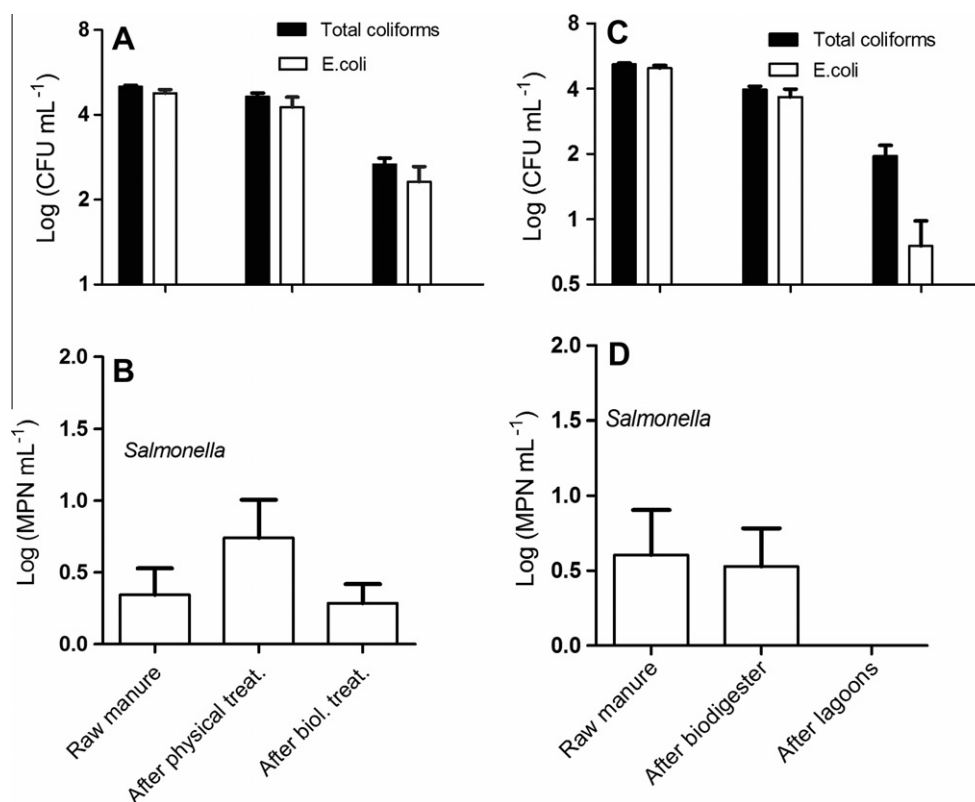 A
Total coliforms
E.coli
8
4
2
1
Log (CFU mL⁻¹)
C
Total coliforms
E.coli
8
4
2
1
0.5
Log (CFU mL⁻¹)
B
Salmonella
2.0
1.5
1.0
0.5
0.0
Log (MPN mL⁻¹)
Raw manure
After physical treat.
After biol. treat.
D
Salmonella
2.0
1.5
1.0
0.5
0.0
Log (MPN mL⁻¹)
Raw manure
After biodigester
After lagoons